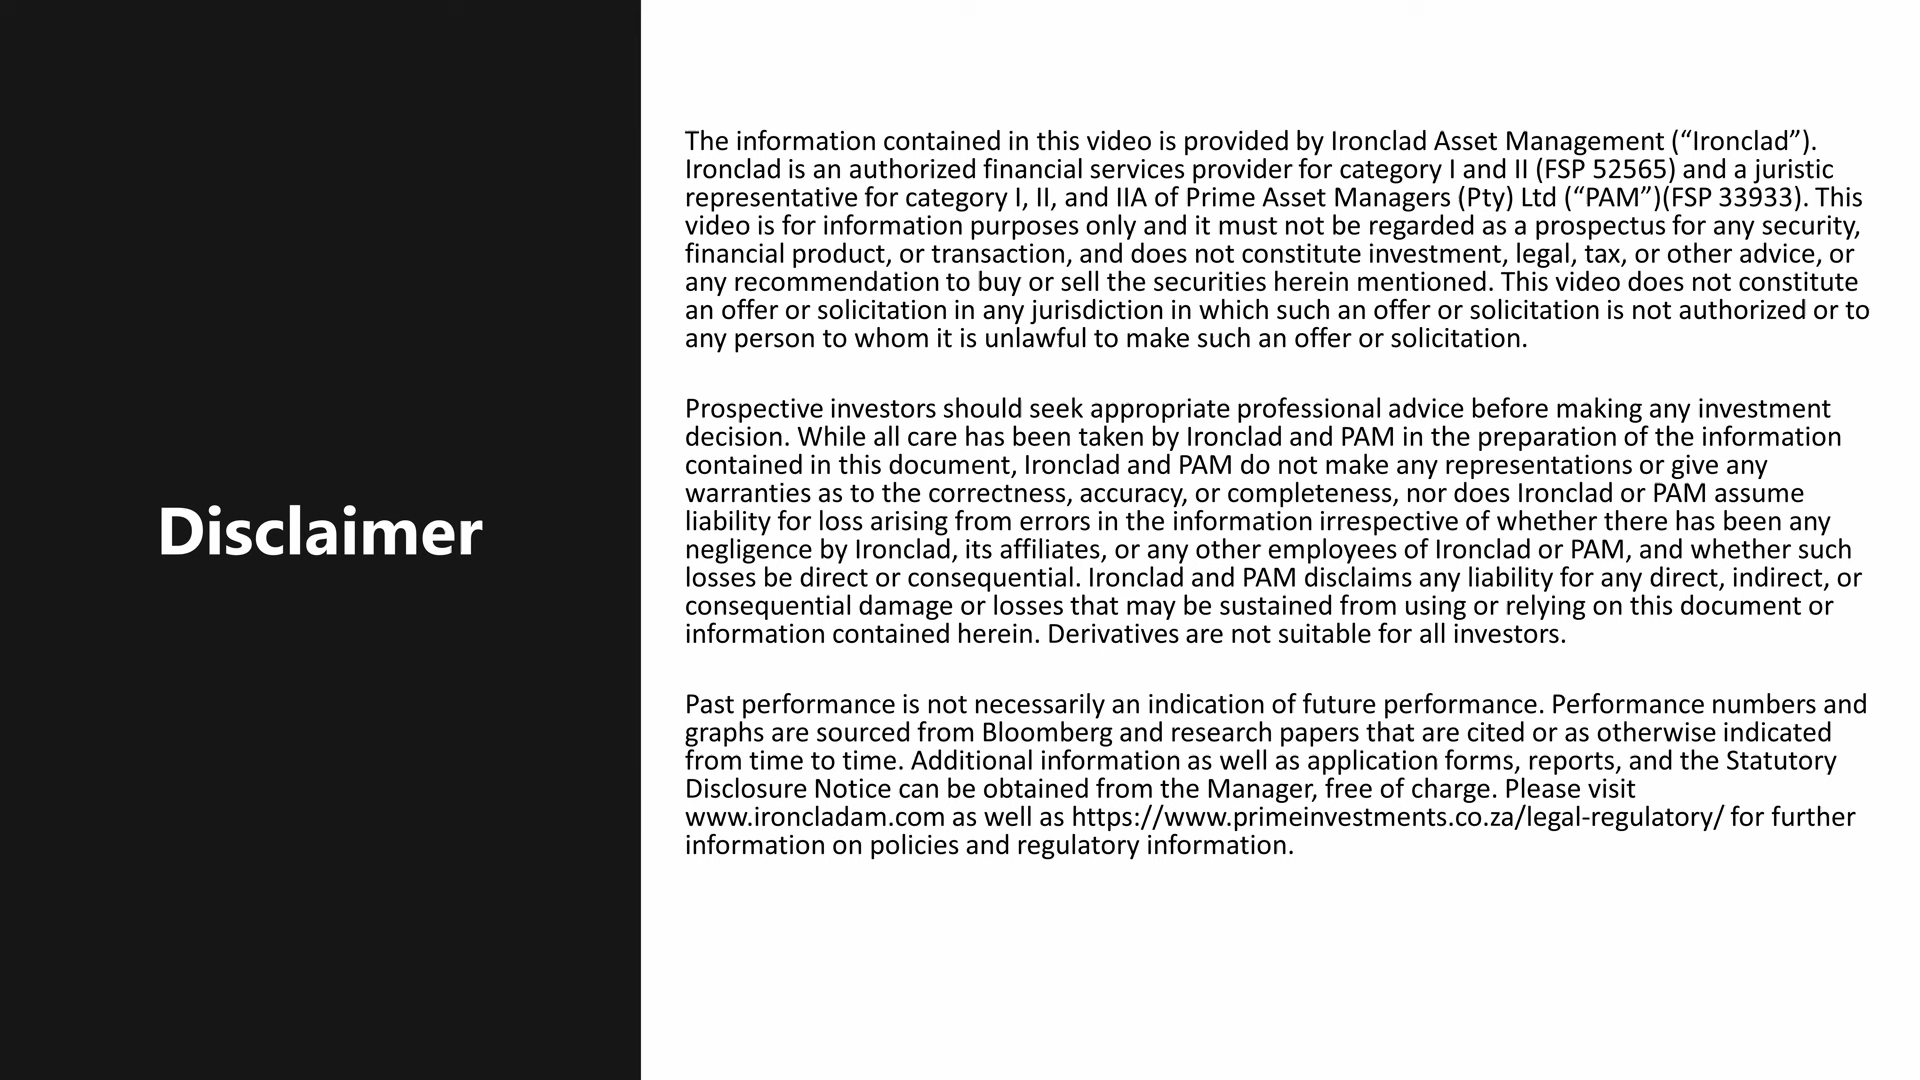 Disclaimer
The information contained in this video is provided by Ironclad Asset Management (“Ironclad”).
Ironclad is an authorized financial services provider for category I and II (FSP 52565) and a juristic
representative for category I, II, and IIA of Prime Asset Managers (Pty) Ltd (“PAM”)(FSP 33933). This
video is for information purposes only and it must not be regarded as a prospectus for any security,
financial product, or transaction, and does not constitute investment, legal, tax, or other advice, or
any recommendation to buy or sell the securities herein mentioned. This video does not constitute
an offer or solicitation in any jurisdiction in which such an offer or solicitation is not authorized or to
any person to whom it is unlawful to make such an offer or solicitation.
Prospective investors should seek appropriate professional advice before making any investment
decision. While all care has been taken by Ironclad and PAM in the preparation of the information
contained in this document, Ironclad and PAM do not make any representations or give any
warranties as to the correctness, accuracy, or completeness, nor does Ironclad or PAM assume
liability for loss arising from errors in the information irrespective of whether there has been any
negligence by Ironclad, its affiliates, or any other employees of Ironclad or PAM, and whether such
losses be direct or consequential. Ironclad and PAM disclaims any liability for any direct, indirect, or
consequential damage or losses that may be sustained from using or relying on this document or
information contained herein. Derivatives are not suitable for all investors.
Past performance is not necessarily an indication of future performance. Performance numbers and
graphs are sourced from Bloomberg and research papers that are cited or as otherwise indicated
from time to time. Additional information as well as application forms, reports, and the Statutory
Disclosure Notice can be obtained from the Manager, free of charge. Please visit
www.ironcladam.com as well as https://www.primeinvestments.co.za/legal-regulatory/ for further
information on policies and regulatory information.